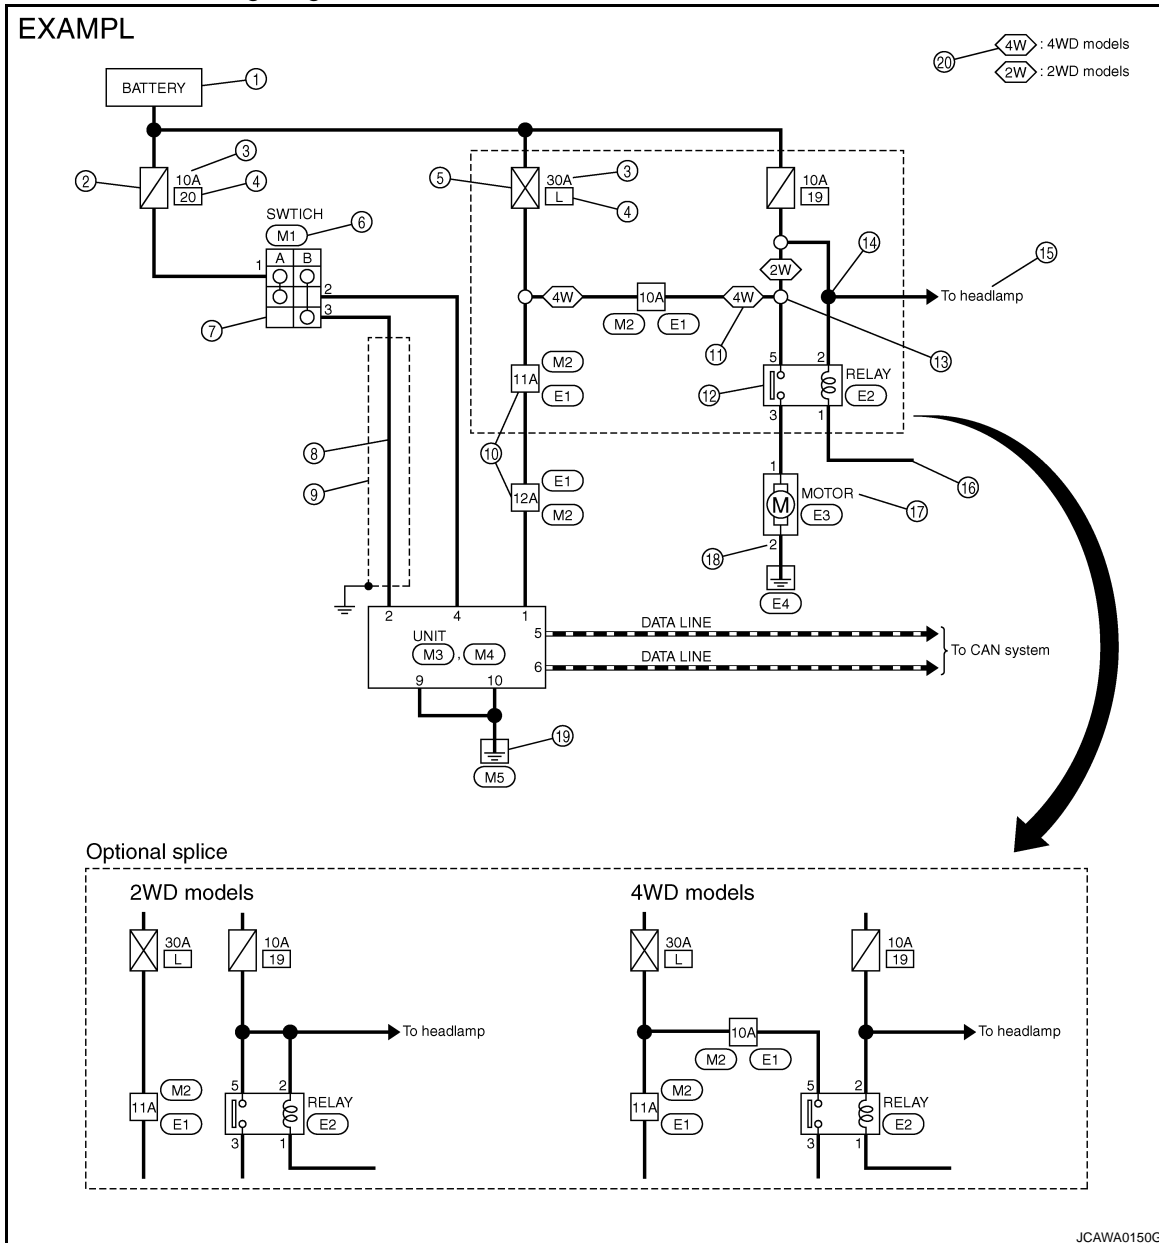 EXAMPL
20 4W : 4WD models
2W : 2WD models
BATTERY 1
3
2 10A 4
20
5 30A 3
L 4
10A
19
SWTICH
M1 6
A B
1
2
3
7
14
15
2W
4W 10A 4W To headlamp
M2 E1
11
13
5 2
M2
11A
E1
12
RELAY
E2
3 1
8
10
9
E1
12A
M2
1
16
MOTOR
M
E3
17
18
2
E4
2 4 1
UNIT
M3 , M4
5 DATA LINE
6 DATA LINE
To CAN system
9 10
19
M5
Optional splice
2WD models
4WD models
30A
L
10A
19
30A
L
10A
19
To headlamp
10A
M2 E1
To headlamp
M2
11A
E1
5 2
RELAY
E2
3 1
M2
11A
E1
5 2
RELAY
E2
3 1
JCAWA0150G